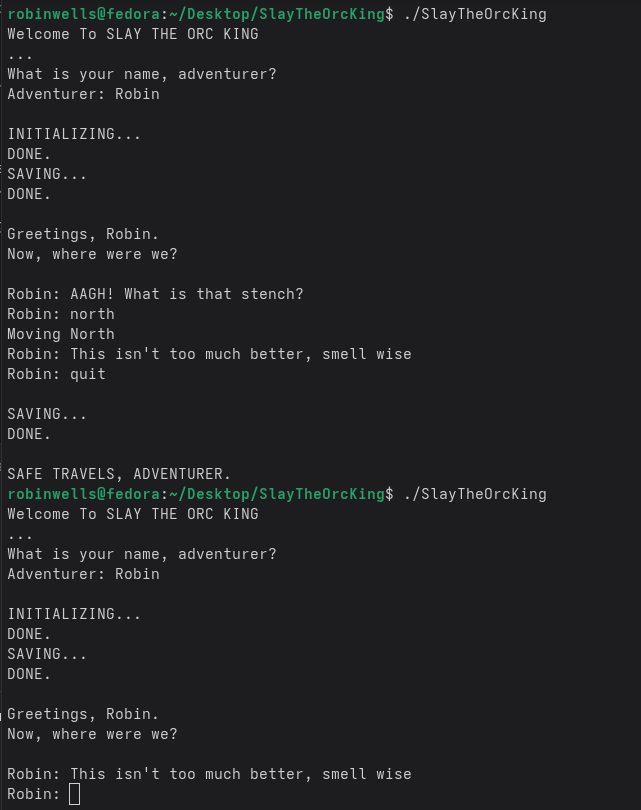 robinwells@fedora:~/Desktop/SlayTheOrcKing$ ./SlayTheOrcKing
Welcome To SLAY THE ORC KING
...
What is your name, adventurer?
Adventurer: Robin
INITIALIZING...
DONE.
SAVING...
DONE.
Greetings, Robin.
Now, where were we?
Robin: AAGH! What is that stench?
Robin: north
Moving North
Robin: This isn't too much better, smell wise
Robin: quit
SAVING...
DONE.
SAFE TRAVELS, ADVENTURER.
robinwells@fedora:~/Desktop/SlayTheOrcKing$ ./SlayTheOrcKing
Welcome To SLAY THE ORC KING
...
What is your name, adventurer?
Adventurer: Robin
INITIALIZING...
DONE.
SAVING...
DONE.
Greetings, Robin.
Now, where were we?
Robin: This isn't too much better, smell wise
Robin: